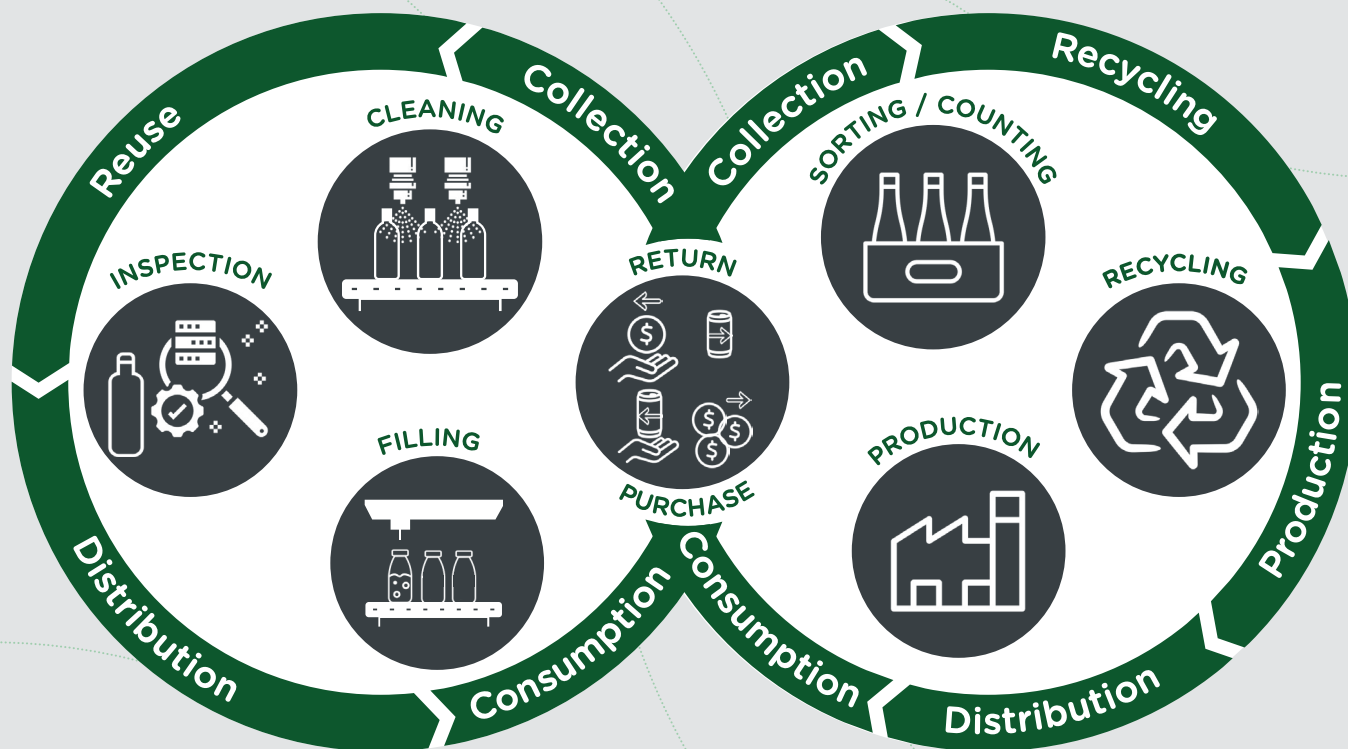 Reuse
Collection
Collection
Recycling
CLEANING
SORTING / COUNTING
INSPECTION
RETURN
RECYCLING
$
$
$
$
FILLING
PRODUCTION
PURCHASE
Production
Distribution
Consumption
Consumption
Distribution